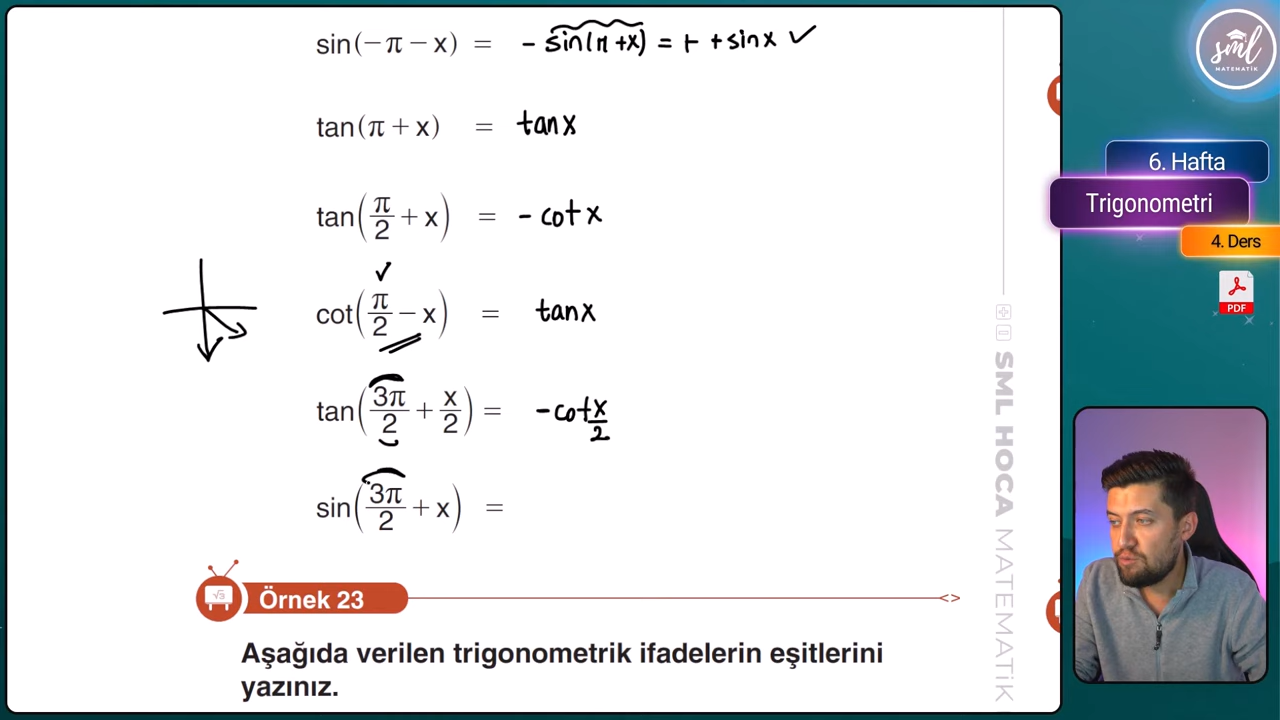 sin(−π − x) = - sin(π+x) = + +sinx ✓
tan(π + x) = tanx
tan(π/2 + x) = - cotx
✓
cot(π/2 − x) = tanx
tan(3π/2 + x/2) = -cot x/2
sin(3π/2 + x) =
√3
Örnek 23
<>
Aşağıda verilen trigonometrik ifadelerin eşitlerini
yazınız.
SML HOCA MATEMATİK
sml
MATEMATİK
6. Hafta
Trigonometri
4. Ders
PDF